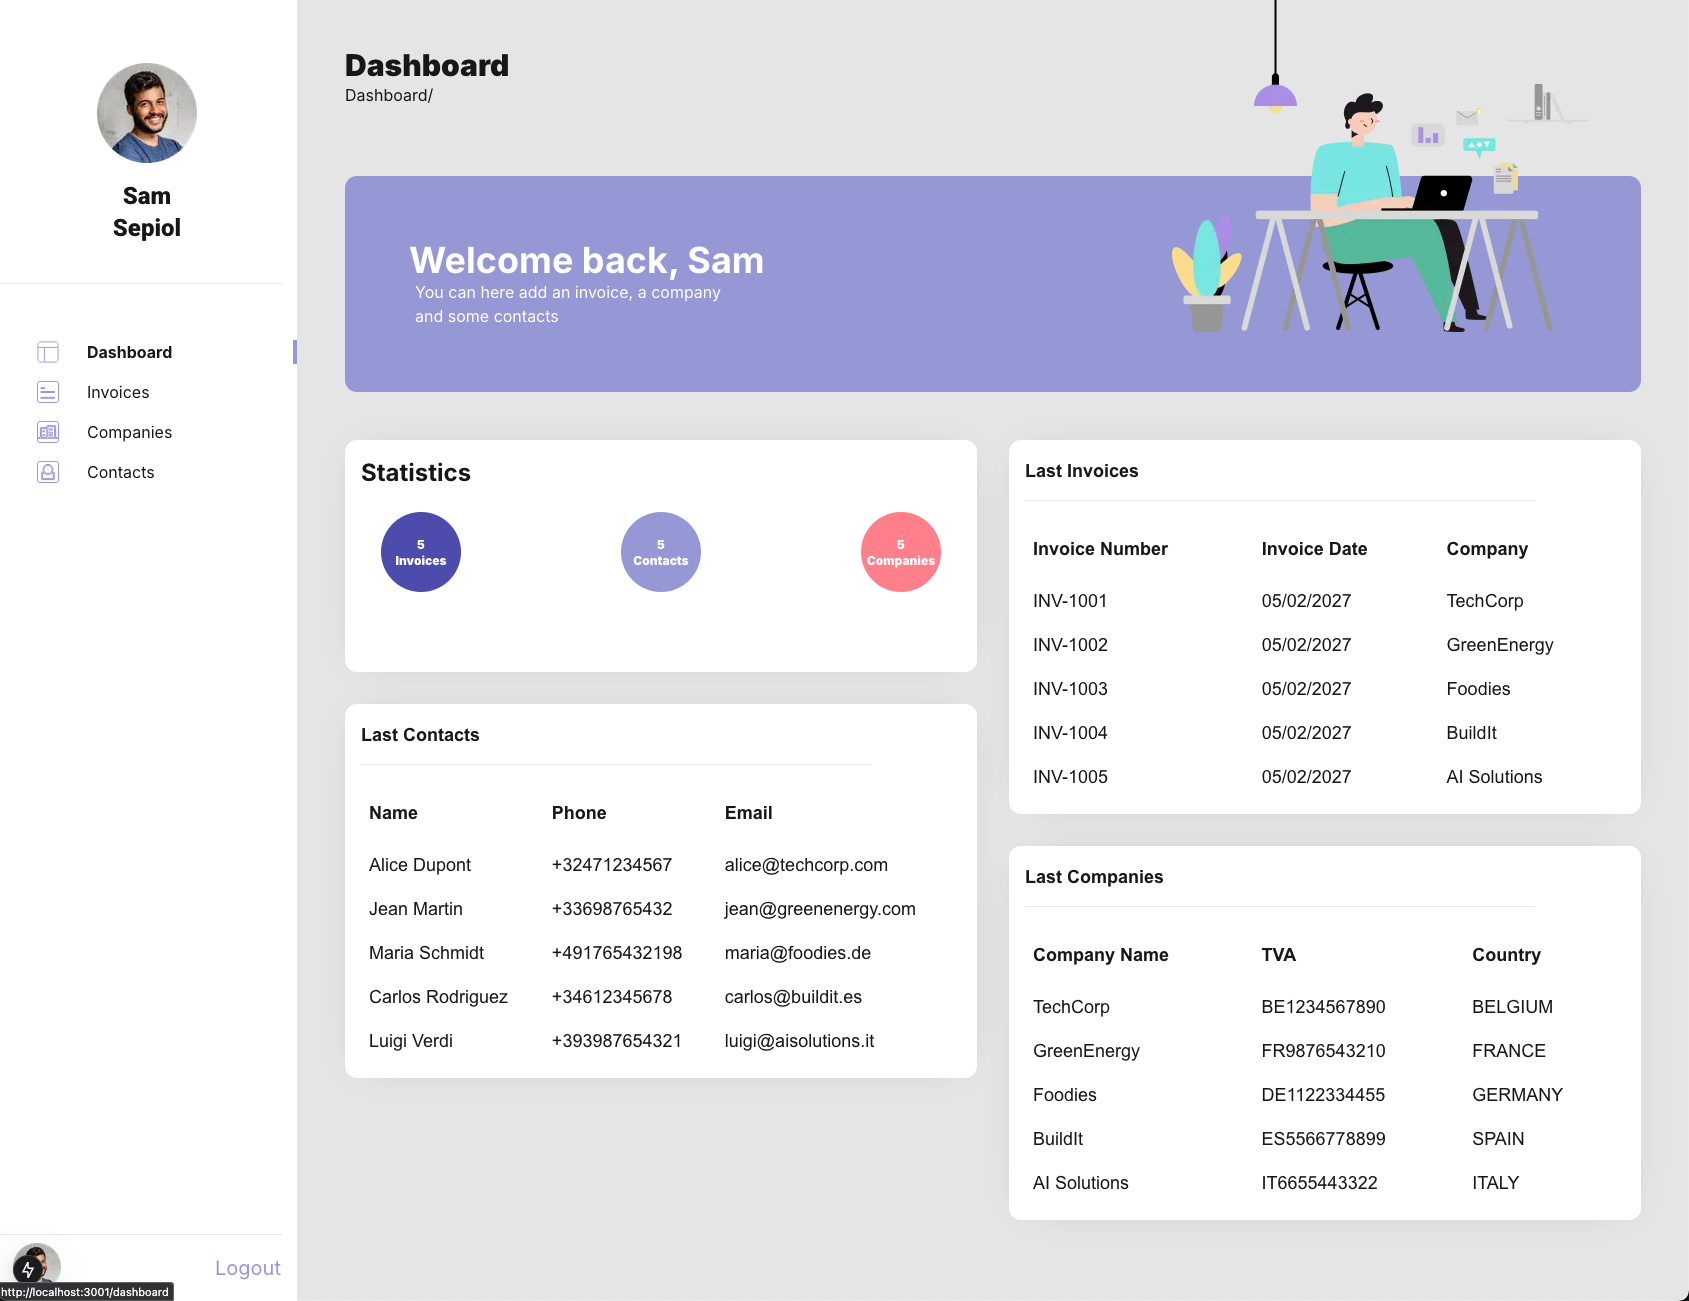 Sam
Sepiol
Dashboard
Invoices
Companies
Contacts
Logout
http://localhost:3001/dashboard
Dashboard
Dashboard/
Welcome back, Sam
You can here add an invoice, a company
and some contacts
Statistics
5
Invoices
5
Contacts
5
Companies
Last Contacts
Name Phone Email
Alice Dupont +32471234567 alice@techcorp.com
Jean Martin +33698765432 jean@greenenergy.com
Maria Schmidt +491765432198 maria@foodies.de
Carlos Rodriguez +34612345678 carlos@buildit.es
Luigi Verdi +393987654321 luigi@aisolutions.it
Last Invoices
Invoice Number Invoice Date Company
INV-1001 05/02/2027 TechCorp
INV-1002 05/02/2027 GreenEnergy
INV-1003 05/02/2027 Foodies
INV-1004 05/02/2027 BuildIt
INV-1005 05/02/2027 AI Solutions
Last Companies
Company Name TVA Country
TechCorp BE1234567890 BELGIUM
GreenEnergy FR9876543210 FRANCE
Foodies DE1122334455 GERMANY
BuildIt ES5566778899 SPAIN
AI Solutions IT6655443322 ITALY